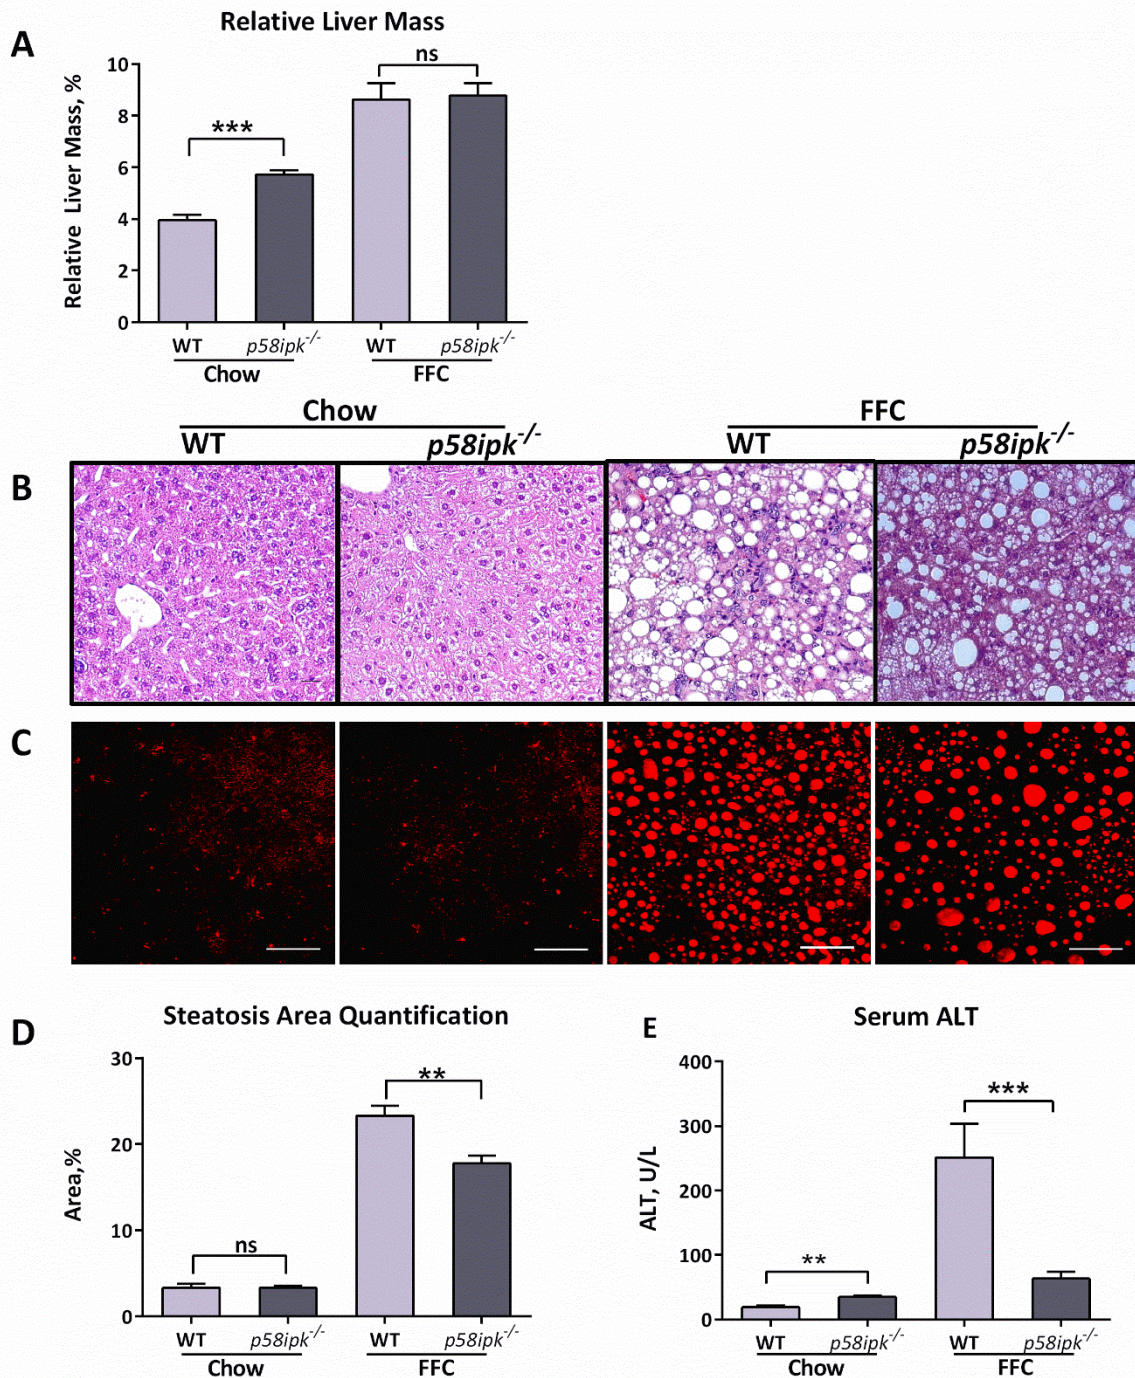 A
Relative Liver Mass
Relative Liver Mass, %
10
8
6
4
2
0
***
ns
WT
p58ipk-/-
WT
p58ipk-/-
Chow
FFC
Chow
FFC
WT
p58ipk-/-
WT
p58ipk-/-
B
C
D
Steatosis Area Quantification
Area,%
30
20
10
0
ns
**
WT
p58ipk-/-
WT
p58ipk-/-
Chow
FFC
E
Serum ALT
ALT, U/L
400
300
200
100
0
**
***
WT
p58ipk-/-
WT
p58ipk-/-
Chow
FFC